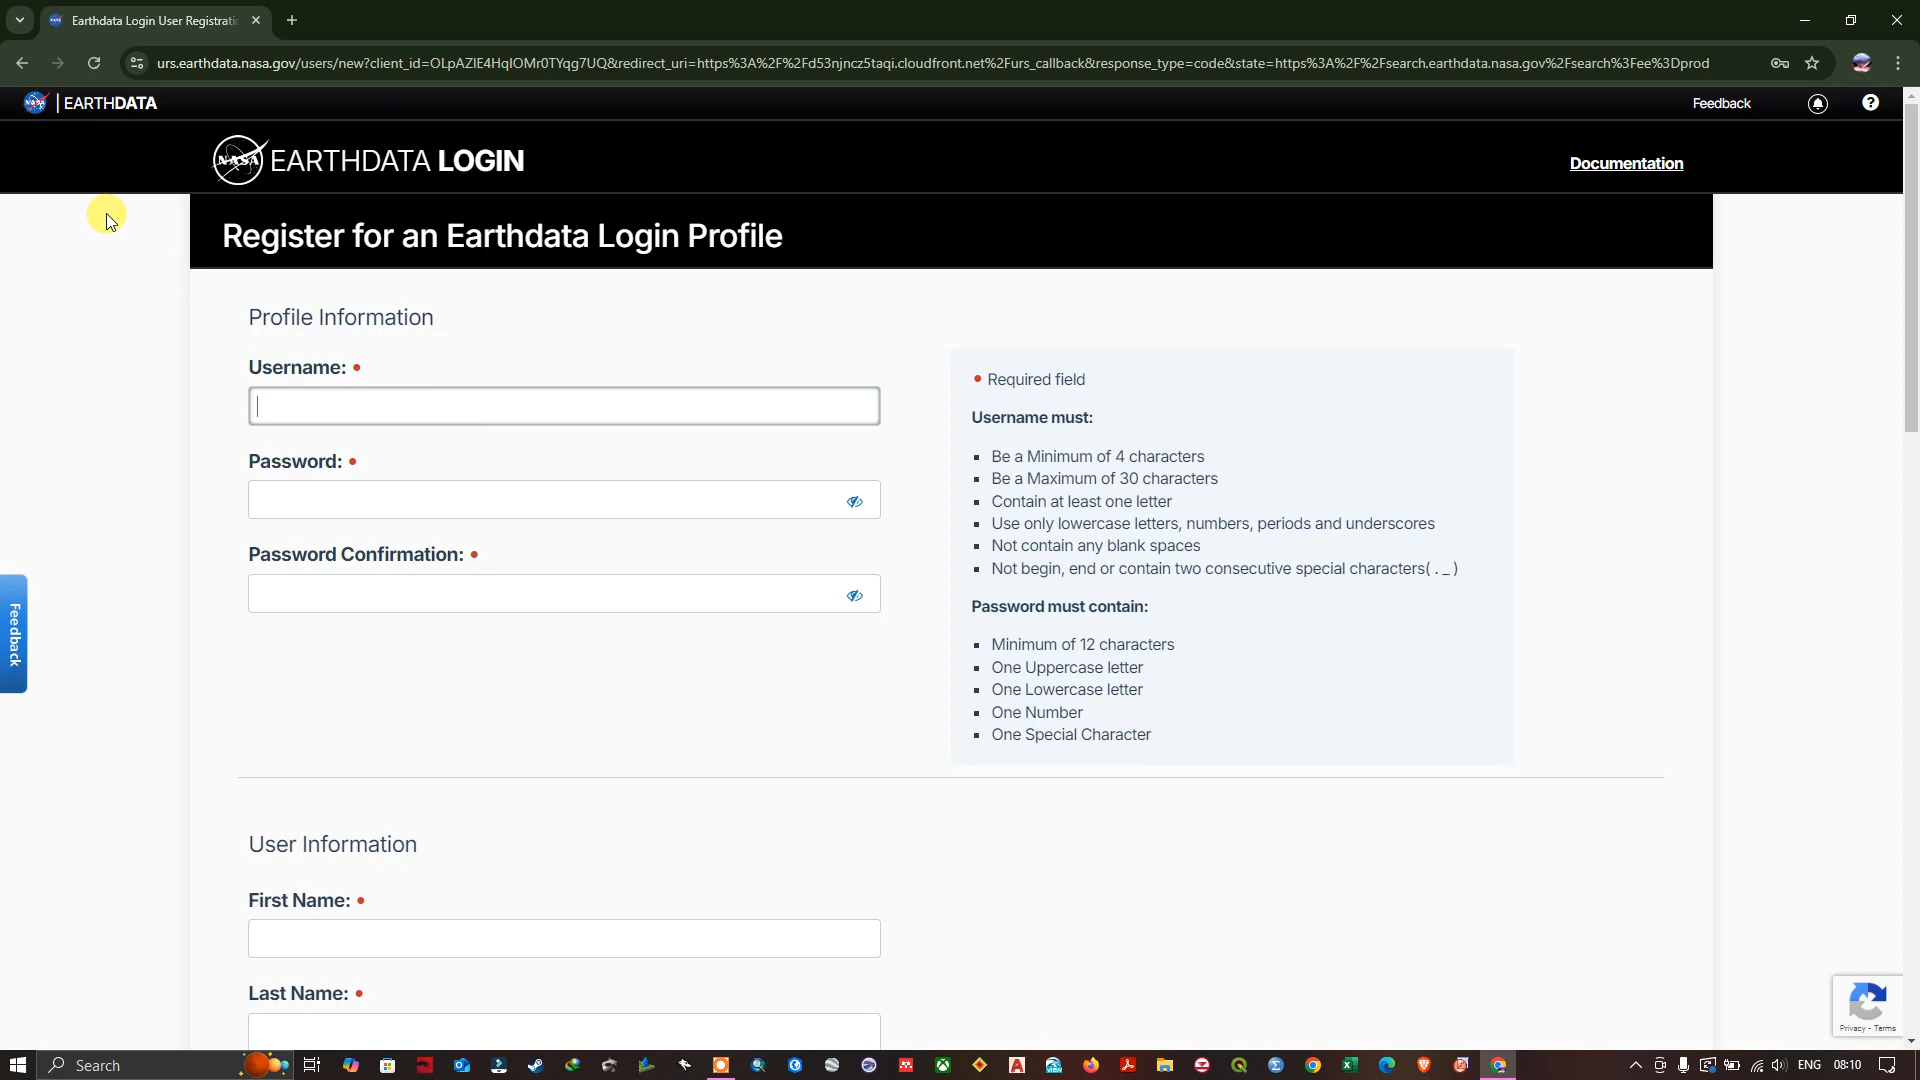 Earthdata Login User Registrati
urs.earthdata.nasa.gov/users/new?client_id=OLpAZIE4HqIOMr0TYqg7UQ&redirect_uri=https%3A%2F%2Fd53njncz5taqi.cloudfront.net%2Furs_callback&response_type=code&state=https%3A%2F%2Fsearch.earthdata.nasa.gov%2Fsearch%3Fee%3Dprod
NASA | EARTHDATA
Feedback
NASA EARTHDATA LOGIN
Documentation
Register for an Earthdata Login Profile
Profile Information
Username: •
Password: •
Password Confirmation: •
• Required field
Username must:
Be a Minimum of 4 characters
Be a Maximum of 30 characters
Contain at least one letter
Use only lowercase letters, numbers, periods and underscores
Not contain any blank spaces
Not begin, end or contain two consecutive special characters( . _ )
Password must contain:
Minimum of 12 characters
One Uppercase letter
One Lowercase letter
One Number
One Special Character
Feedback
User Information
First Name: •
Last Name: •
Privacy - Terms
Search
ENG
08:10